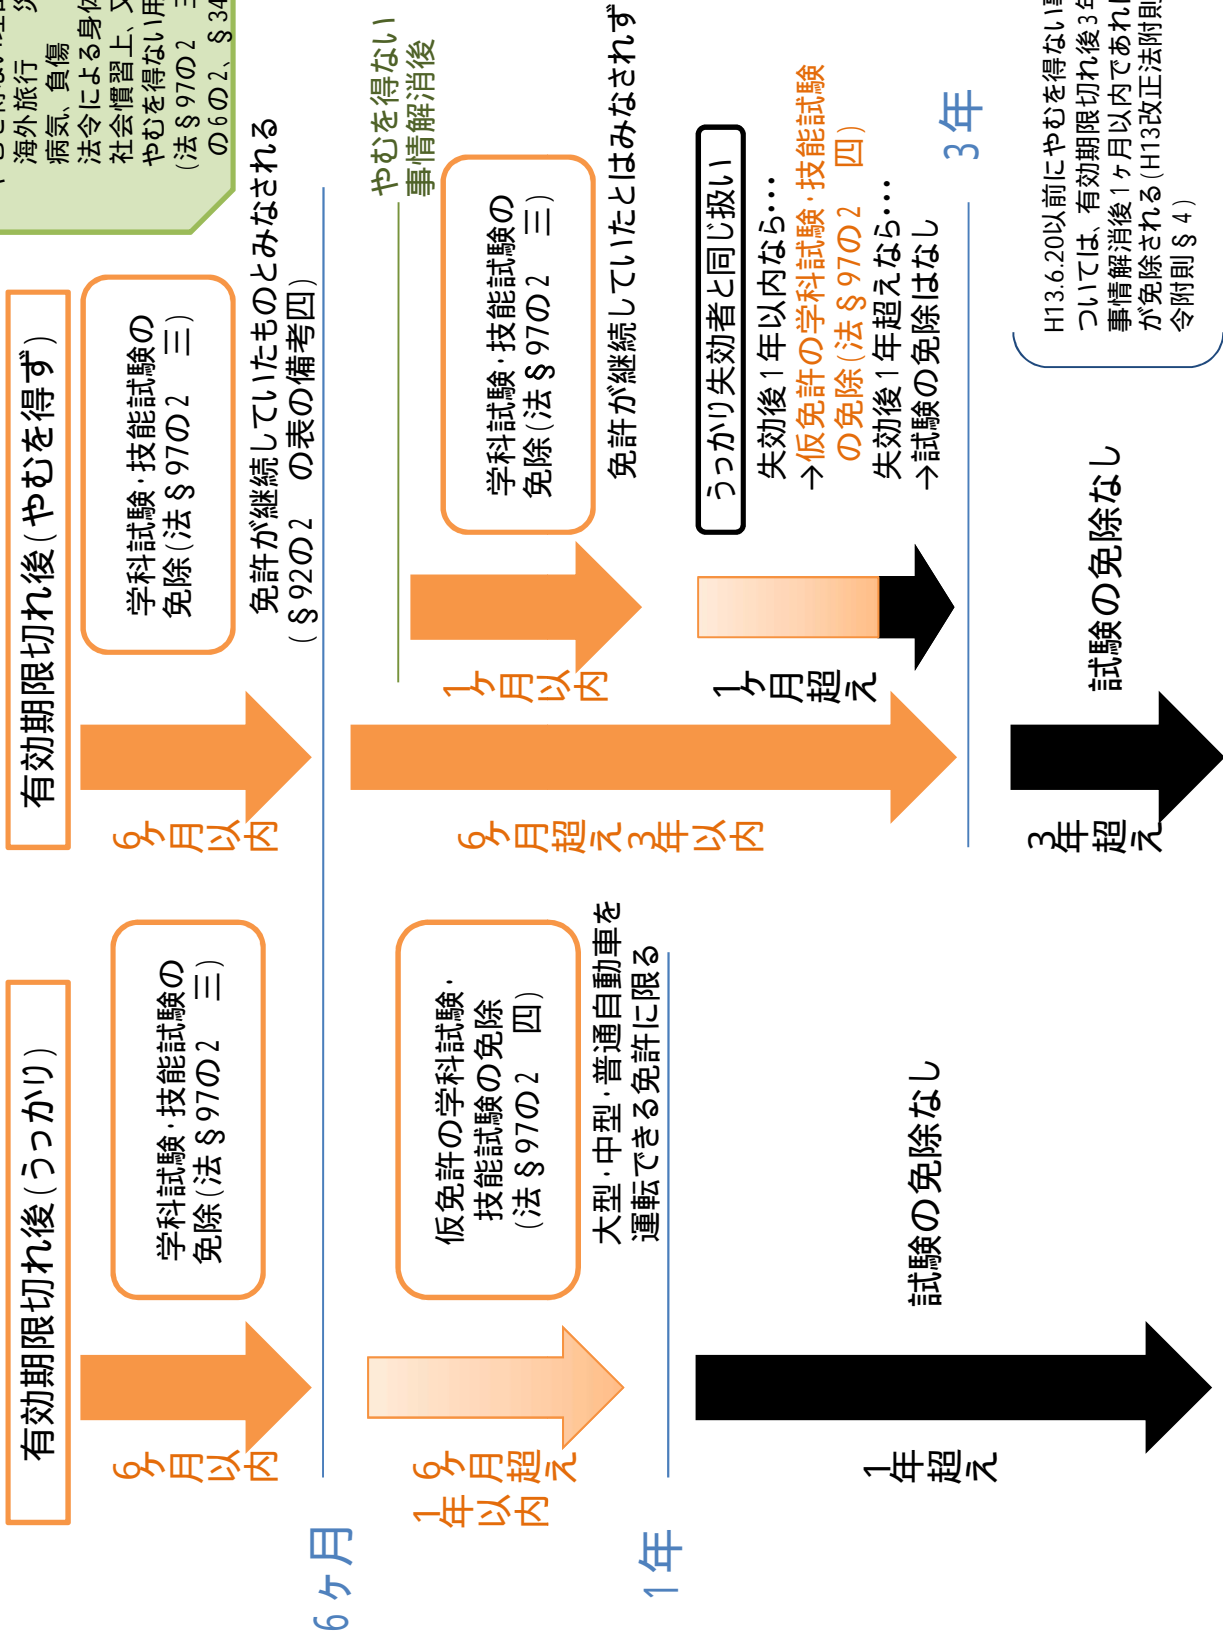 有効期限切れ後(うっかり)
6ヶ月以内
学科試験・技能試験の
免除(法§97の2 三)
6ヶ月
6ヶ月超え
1年以内
仮免許の学科試験・
技能試験の免除
(法§97の2 四)
大型・中型・普通自動車を
運転できる免許に限る
1年
1年超え
試験の免除なし
有効期限切れ後(やむを得ず)
6ヶ月以内
学科試験・技能試験の
免除(法§97の2 三)
免許が継続していたものとみなされる
(§92の2 の表の備考四)
6ヶ月超え3年以内
やむを得ない
事情解消後
1ヶ月以内
学科試験・技能試験の
免除(法§97の2 三)
免許が継続していたとはみなされず
1ヶ月超え
うっかり失効者と同じ扱い
失効後1年以内なら…
→仮免許の学科試験・技能試験
の免除(法§97の2 四)
失効後1年超えなら…
→試験の免除はなし
3年
3年超え
試験の免除なし
海外旅行 災
病気、負傷
法令による身体
社会慣習上、又
やむを得ない用
(法§97の2 三
の6の2、§34
H13.6.20以前にやむを得ない事
ついては、有効期限切れ後3年
事情解消後1ヶ月以内であれば
が免除される(H13改正法附則
令附則§4)